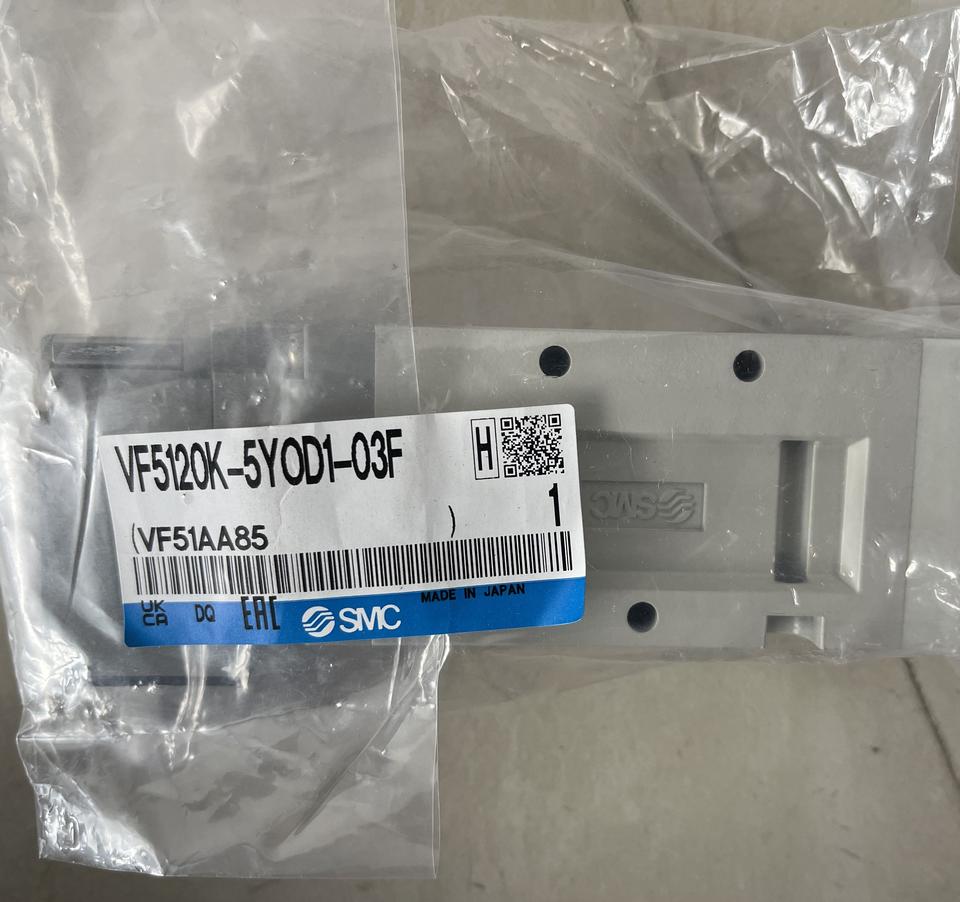 VF5120K-5YOD1-03F
H
1
(VF51AA85 )
UK
CA
DQ
EAC
SMC
MADE IN JAPAN
SMC